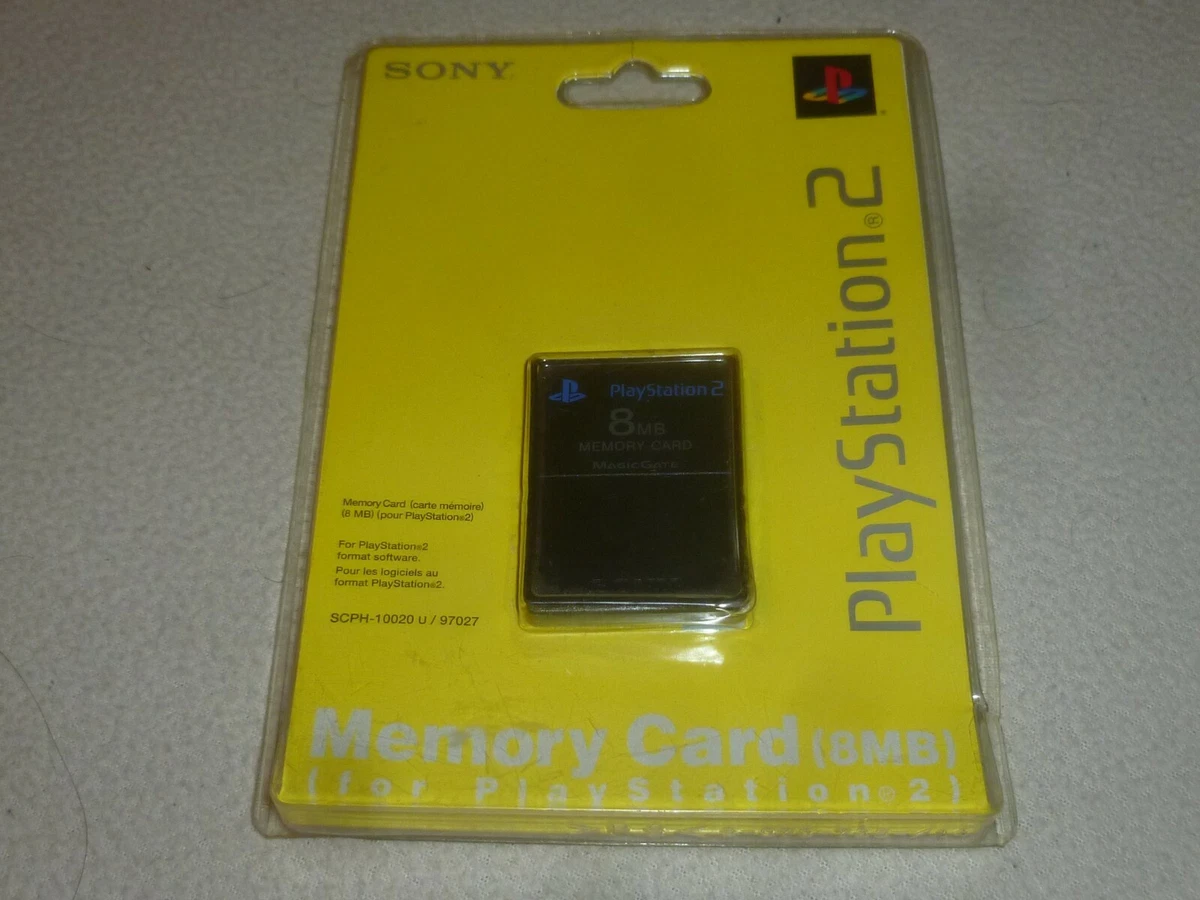 SONY
PlayStation®2
PlayStation 2
8MB
MEMORY CARD
MagicGate
Memory Card (carte mémoire)
(8 MB) (pour PlayStation®2)
For PlayStation®2
format software.
Pour les logiciels au
format PlayStation®2.
SCPH-10020 U / 97027
Memory Card (8MB)
(for PlayStation®2)